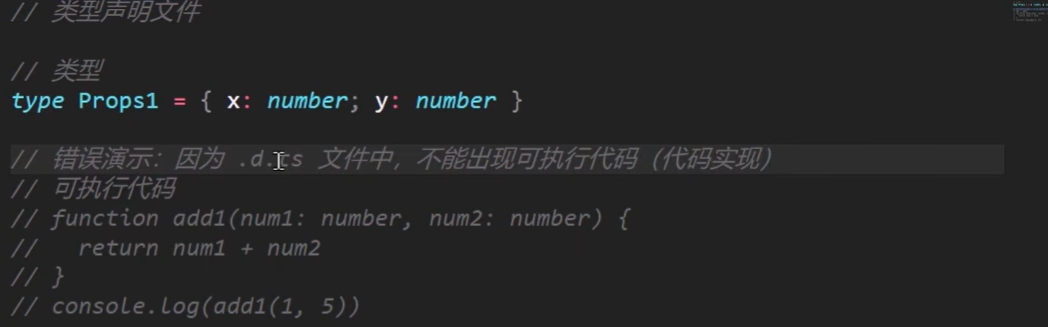 // 类型声明文件
// 类型
type Props1 = { x: number; y: number }
// 错误演示：因为 .d.ts 文件中，不能出现可执行代码（代码实现）
// 可执行代码
// function add1(num1: number, num2: number) {
//   return num1 + num2
// }
// console.log(add1(1, 5))